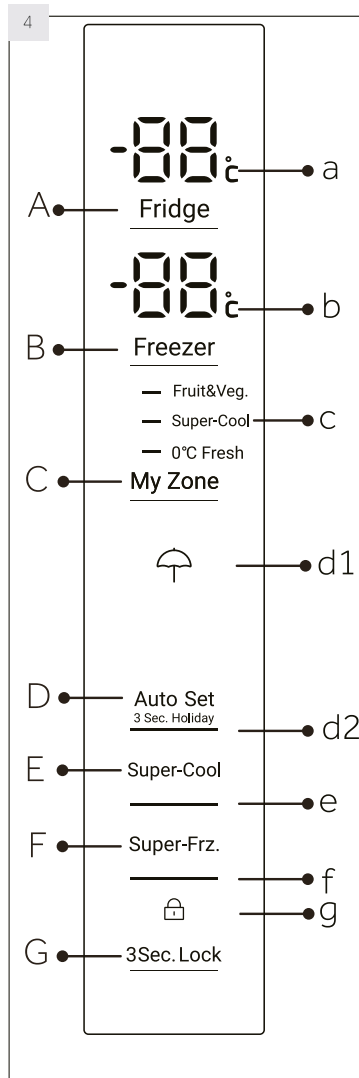 4
-88°c
a
A
Fridge
-88°c
b
B
Freezer
Fruit&Veg.
Super-Cool
c
0°C Fresh
C
My Zone
d1
D
Auto Set
3 Sec. Holiday
d2
E
Super-Cool
e
F
Super-Frz.
f
g
G
3Sec. Lock